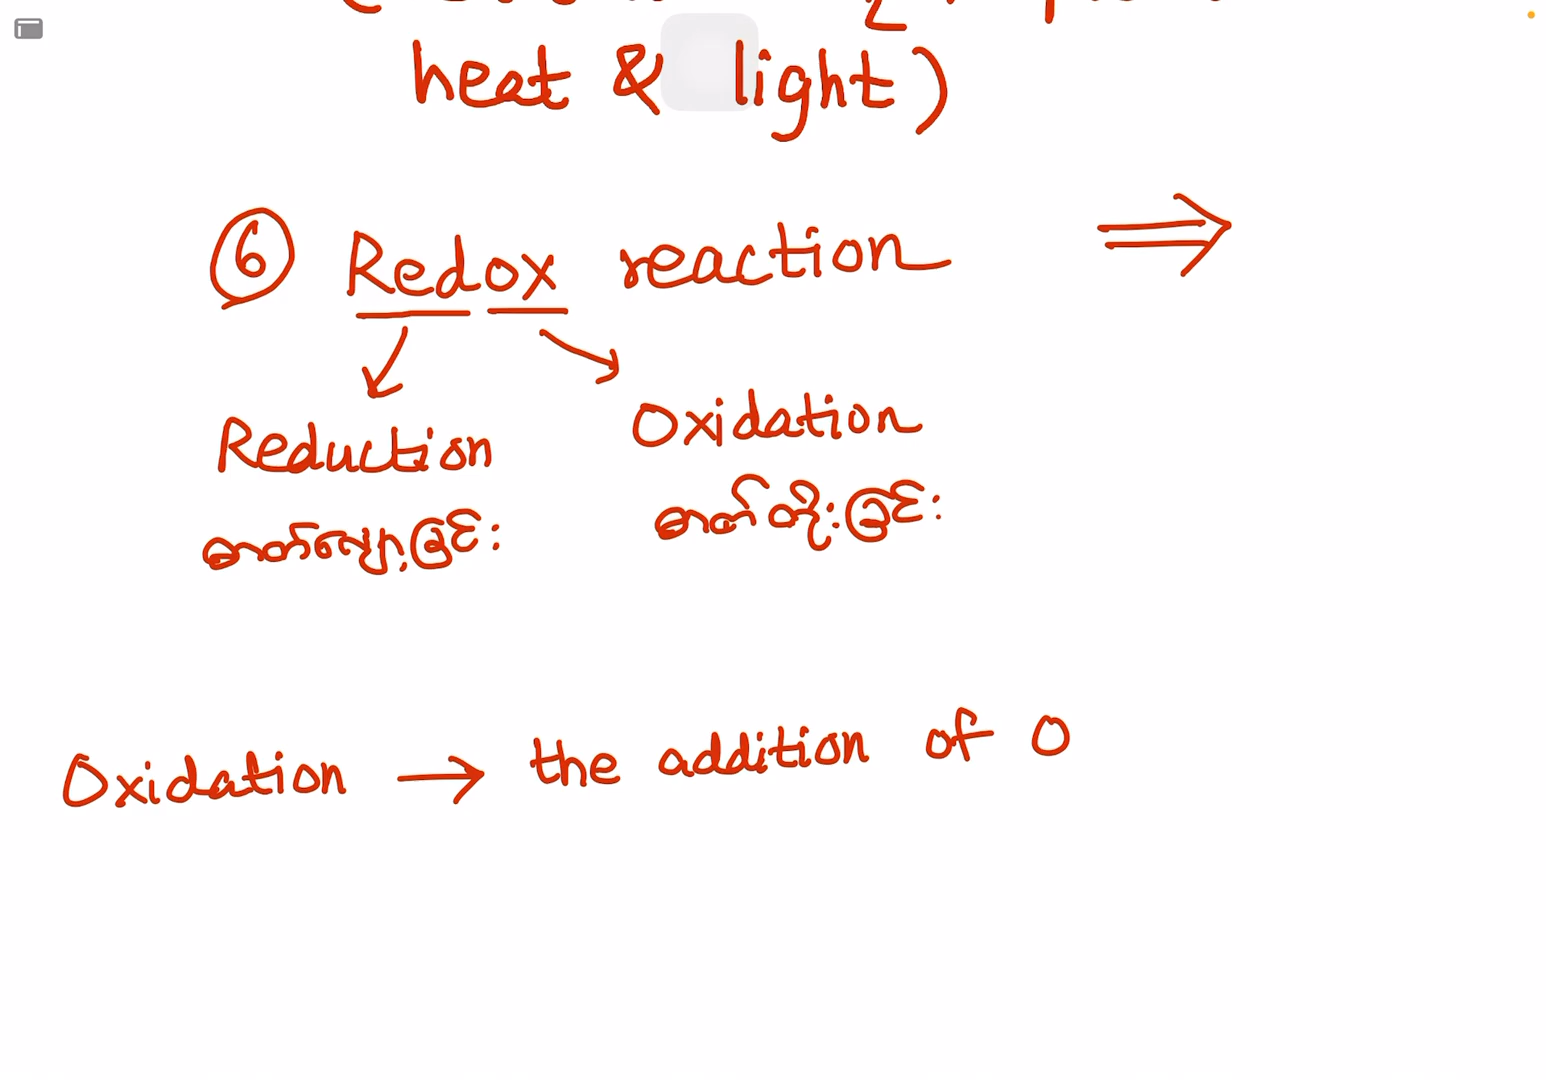 heat & light)
⑥ Redox reaction ⇒
Reduction Oxidation
ဓာတ်လျော့ခြင်း ဓာတ်တိုးခြင်း
Oxidation → the addition of O